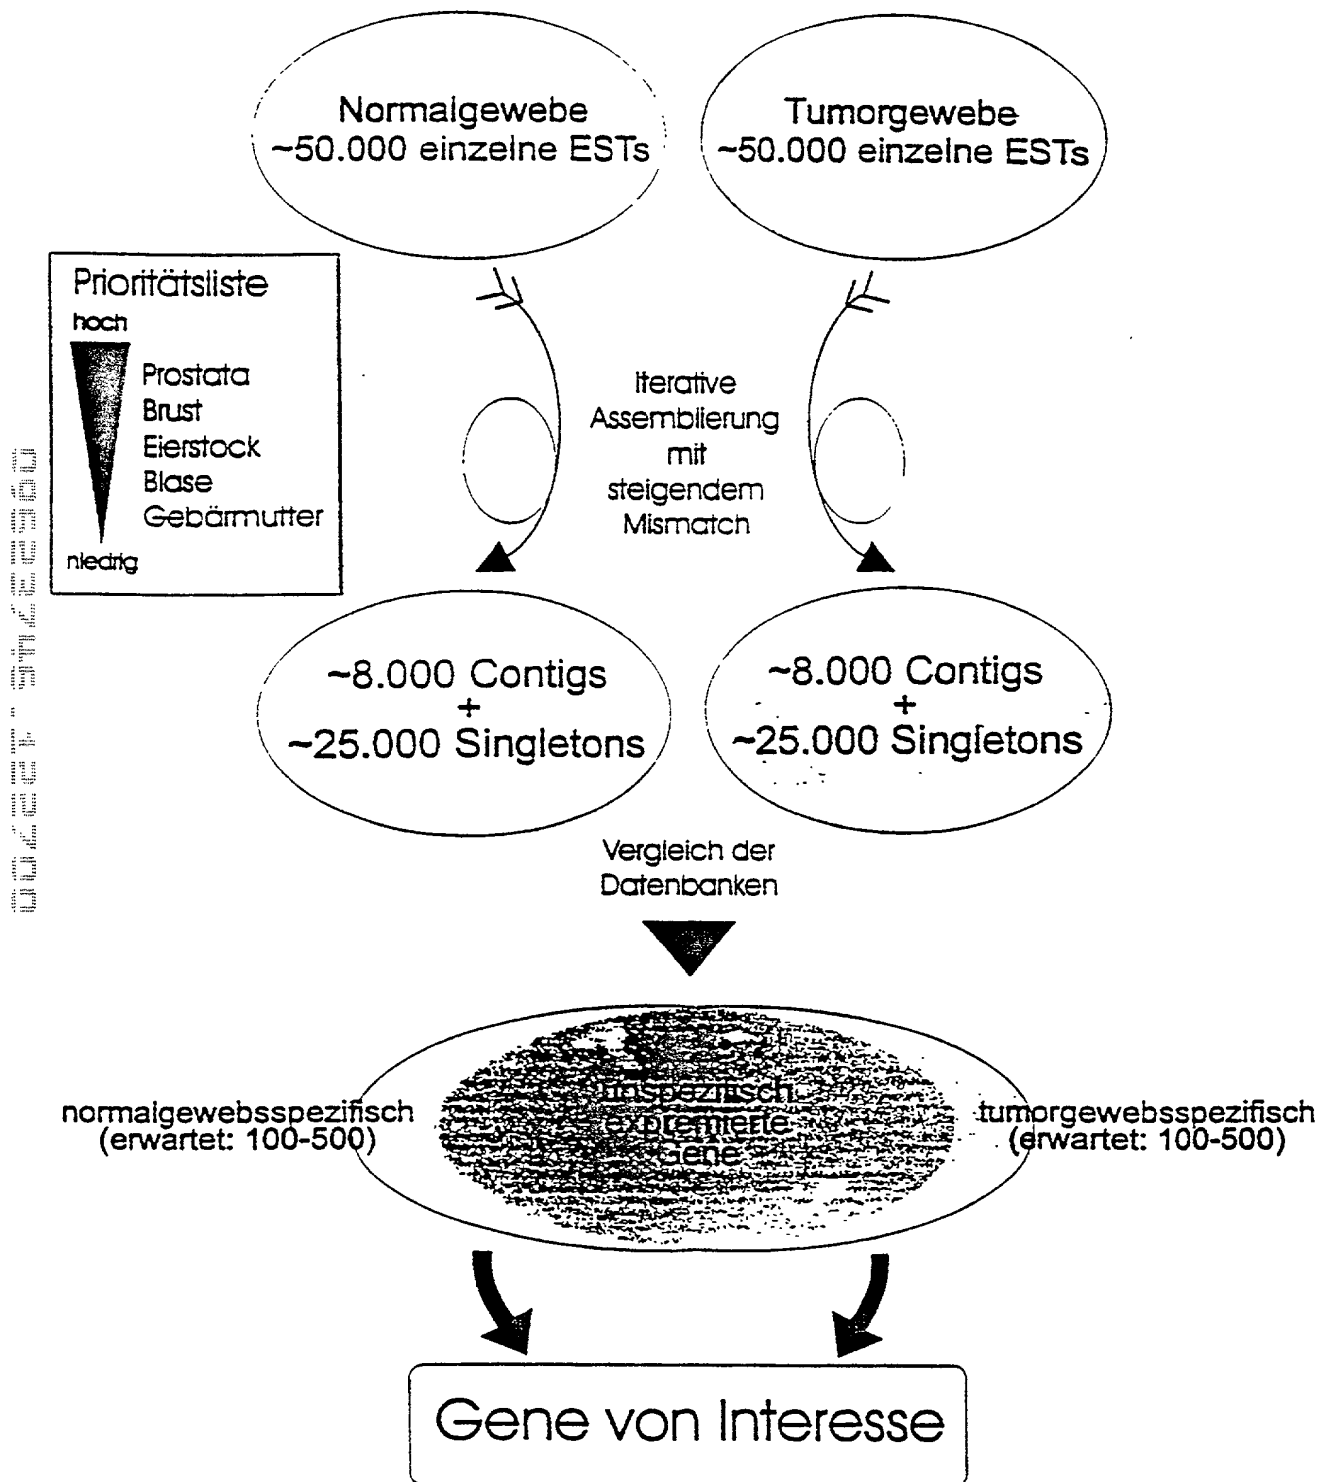 Normalgewebe
~50.000 einzelne ESTs
Tumorgewebe
~50.000 einzelne ESTs
Prioritätsliste
hoch
Prostata
Brust
Eierstock
Blase
Gebärmutter
niedrig
Iterative
Assemblierung
mit
steigendem
Mismatch
~8.000 Contigs
+
~25.000 Singletons
~8.000 Contigs
+
~25.000 Singletons
Vergleich der
Datenbanken
unspezifisch
expremierte
Gene
normalgewebsspezifisch
(erwartet: 100-500)
tumorgewebsspezifisch
(erwartet: 100-500)
Gene von Interesse